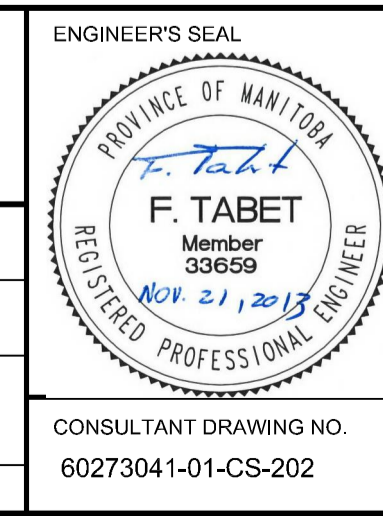 ENGINEER'S SEAL
PROVINCE OF MANITOBA
F. Tabet
F. TABET
Member
33659
NOV. 21, 2013
REGISTERED PROFESSIONAL ENGINEER
CONSULTANT DRAWING NO.
60273041-01-CS-202